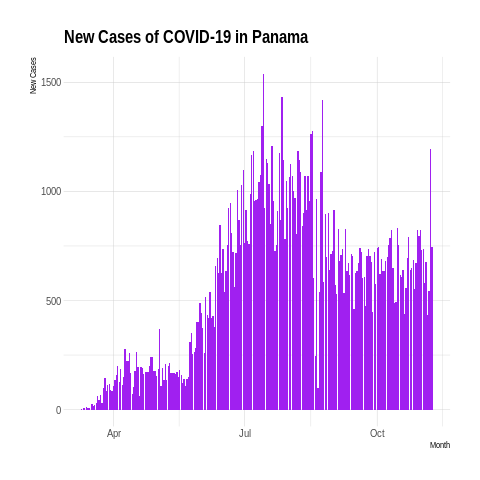 New Cases of COVID-19 in Panama
New Cases
1500
1000
500
0
Apr
Jul
Oct
Month